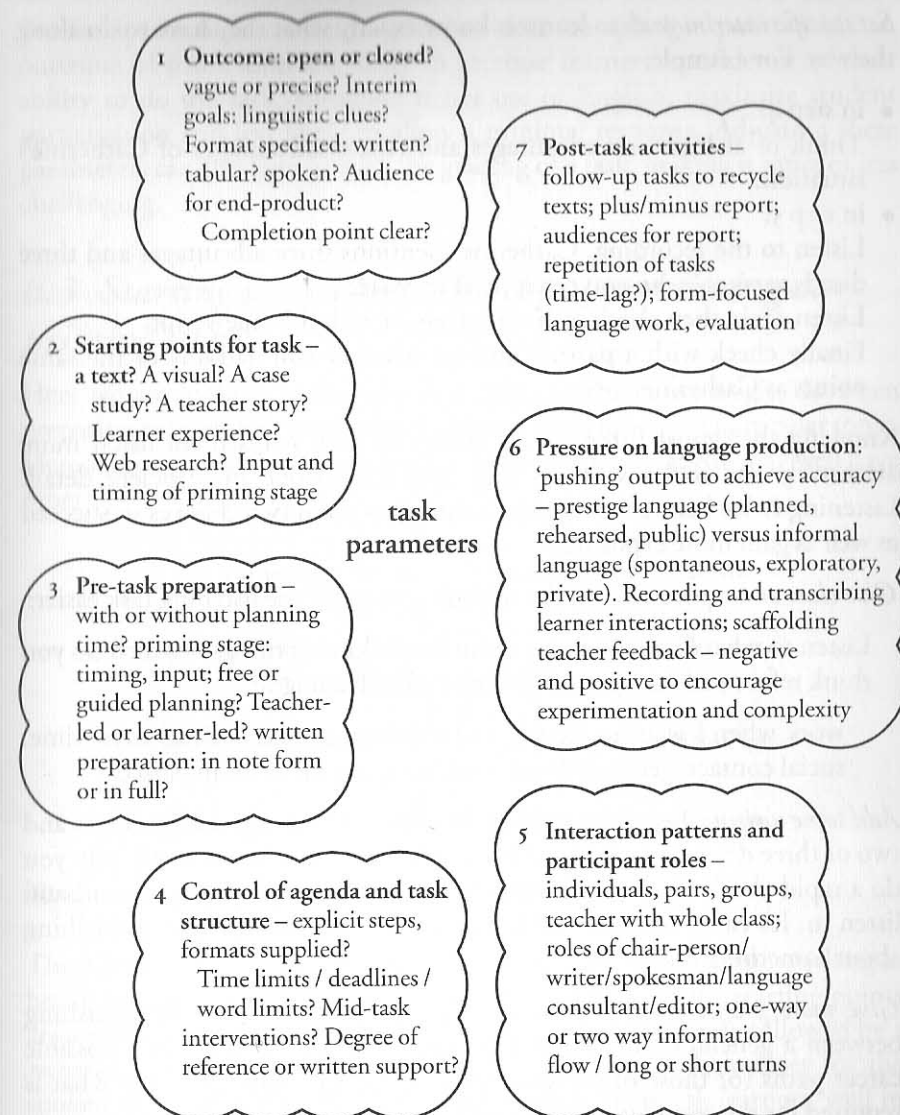 1 Outcome: open or closed?
vague or precise? Interim
goals: linguistic clues?
Format specified: written?
tabular? spoken? Audience
for end-product?
Completion point clear?
2 Starting points for task –
a text? A visual? A case
study? A teacher story?
Learner experience?
Web research? Input and
timing of priming stage
3 Pre-task preparation –
with or without planning
time? priming stage:
timing, input; free or
guided planning? Teacher-
led or learner-led? written
preparation: in note form
or in full?
4 Control of agenda and task
structure – explicit steps,
formats supplied?
Time limits / deadlines /
word limits? Mid-task
interventions? Degree of
reference or written support?
task
parameters
7 Post-task activities –
follow-up tasks to recycle
texts; plus/minus report;
audiences for report;
repetition of tasks
(time-lag?); form-focused
language work, evaluation
6 Pressure on language production:
‘pushing’ output to achieve accuracy
– prestige language (planned,
rehearsed, public) versus informal
language (spontaneous, exploratory,
private). Recording and transcribing
learner interactions; scaffolding
teacher feedback – negative
and positive to encourage
experimentation and complexity
5 Interaction patterns and
participant roles –
individuals, pairs, groups,
teacher with whole class;
roles of chair-person/
writer/spokesman/language
consultant/editor; one-way
or two way information
flow / long or short turns